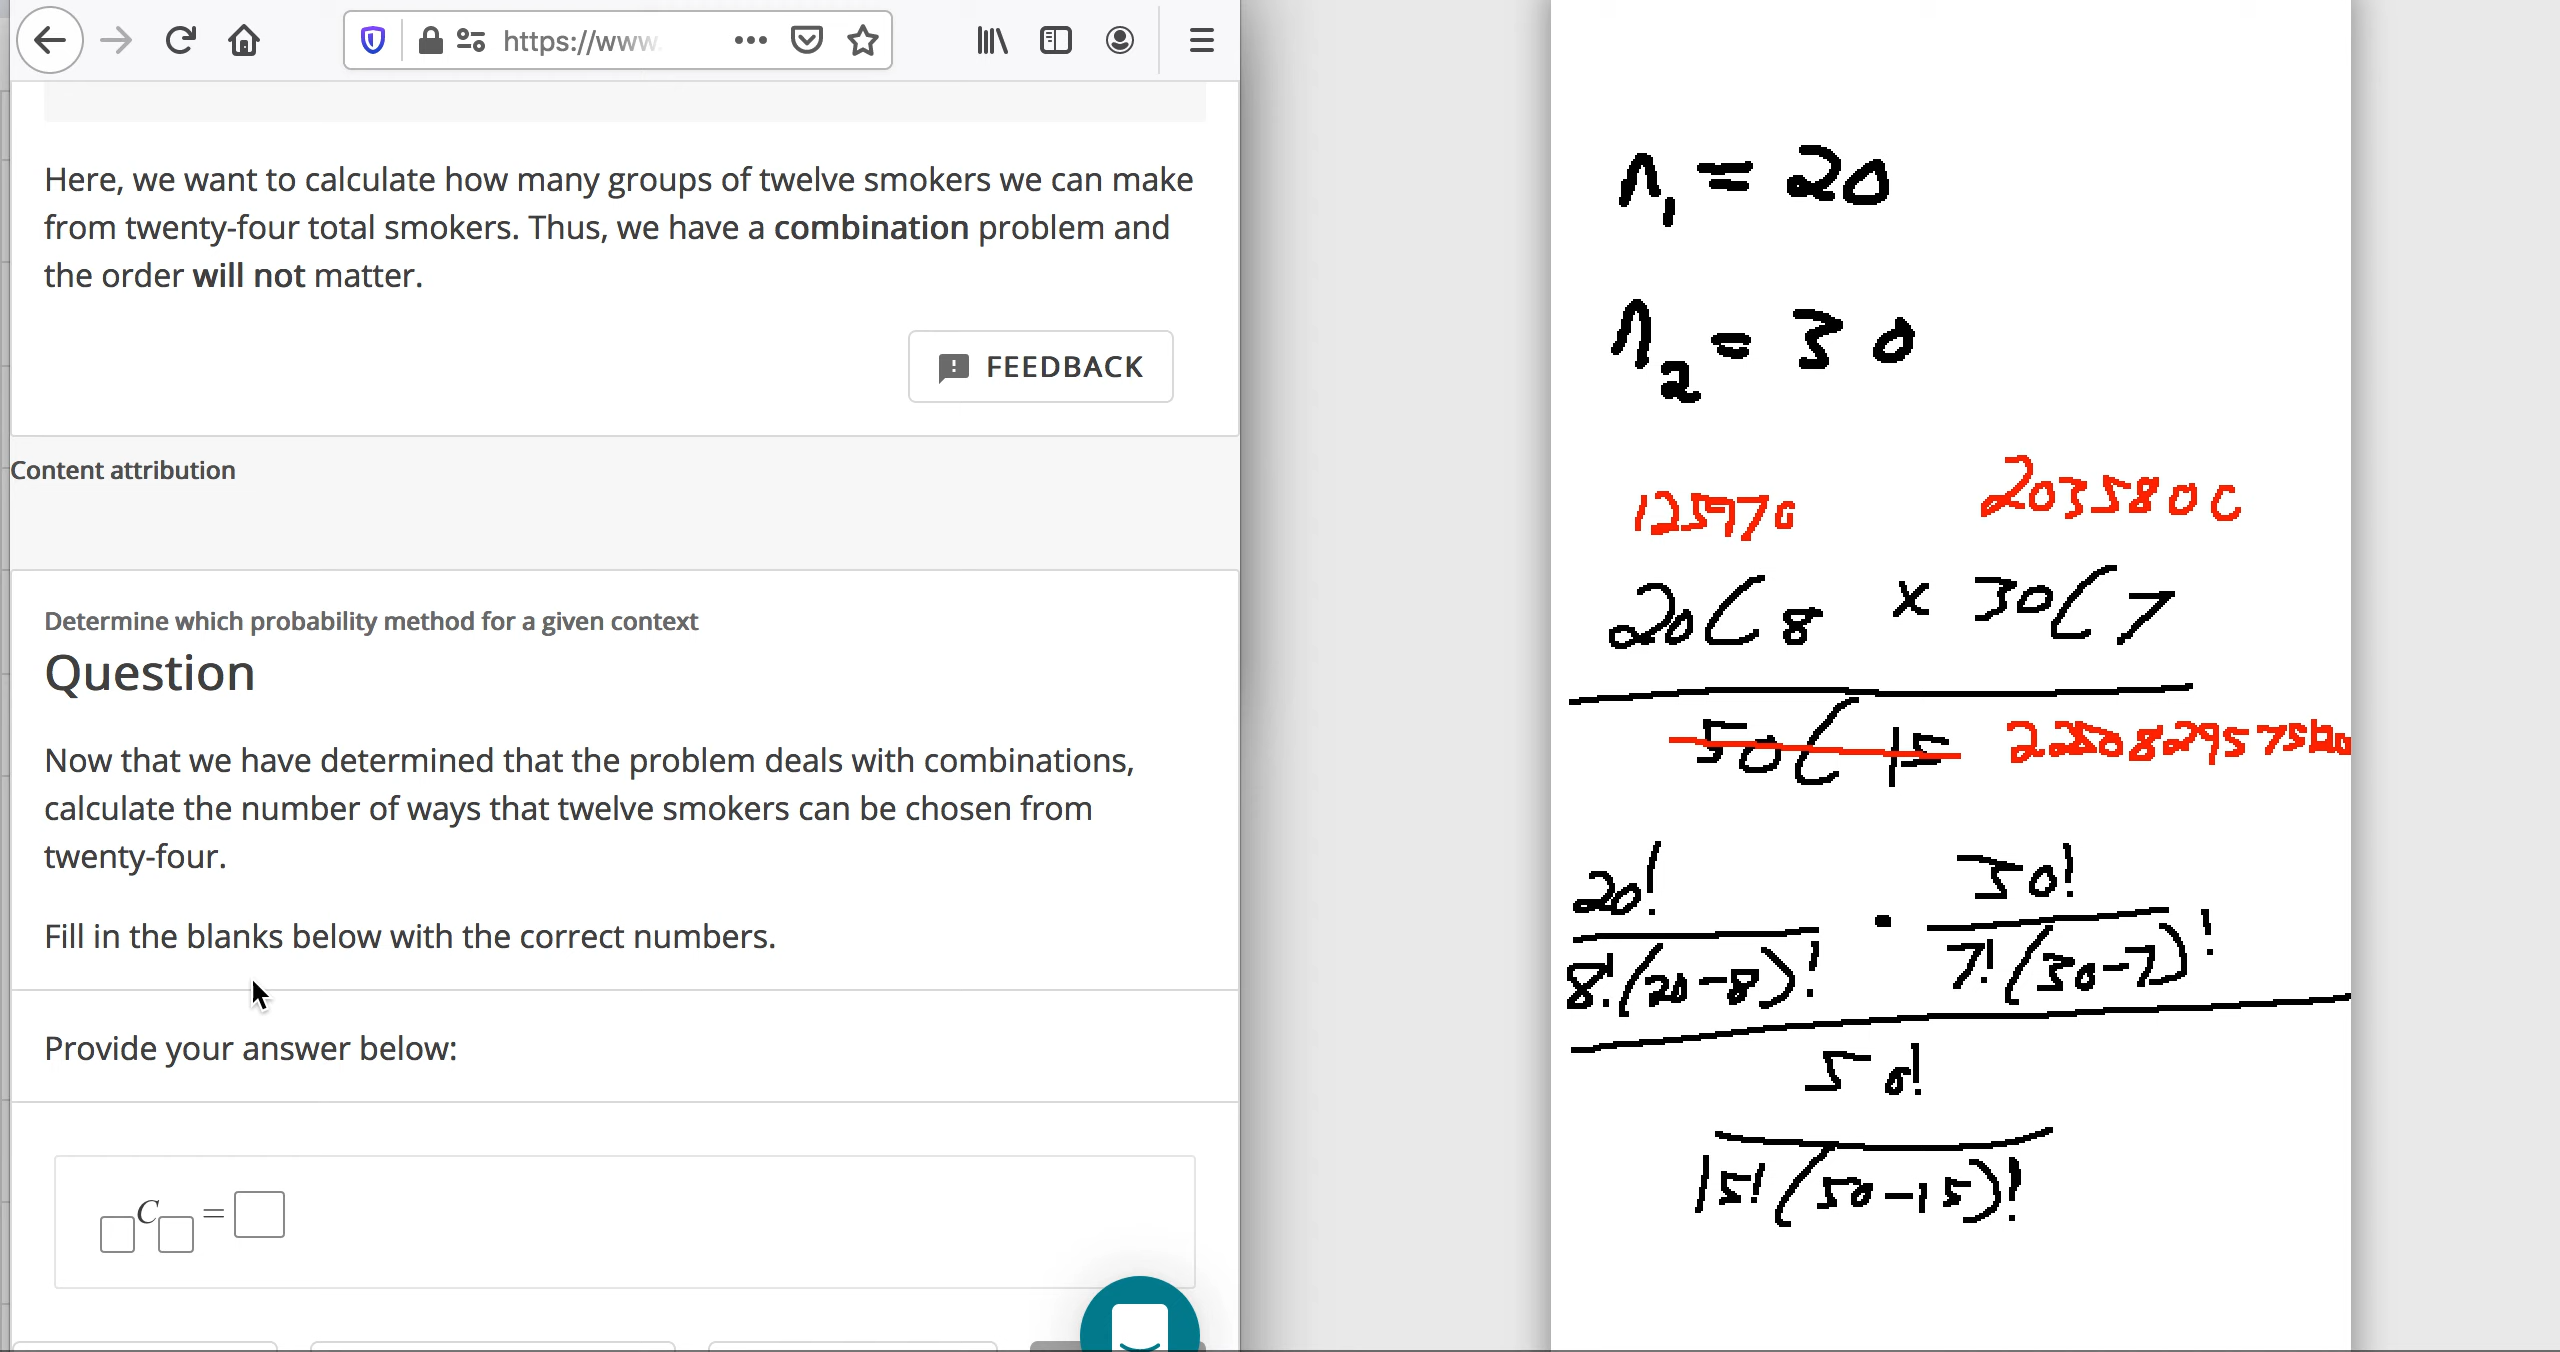 https://www.
Here, we want to calculate how many groups of twelve smokers we can make
from twenty-four total smokers. Thus, we have a combination problem and
the order will not matter.
FEEDBACK
Content attribution
Determine which probability method for a given context
Question
Now that we have determined that the problem deals with combinations,
calculate the number of ways that twelve smokers can be chosen from
twenty-four.
Fill in the blanks below with the correct numbers.
Provide your answer below:
C =
n₁ = 20
n₂ = 30
125970 2035800
20C8 x 30C7
50C15
20! · 30!
8!(20-8)! 7!(30-7)!
50!
15!(50-15)!